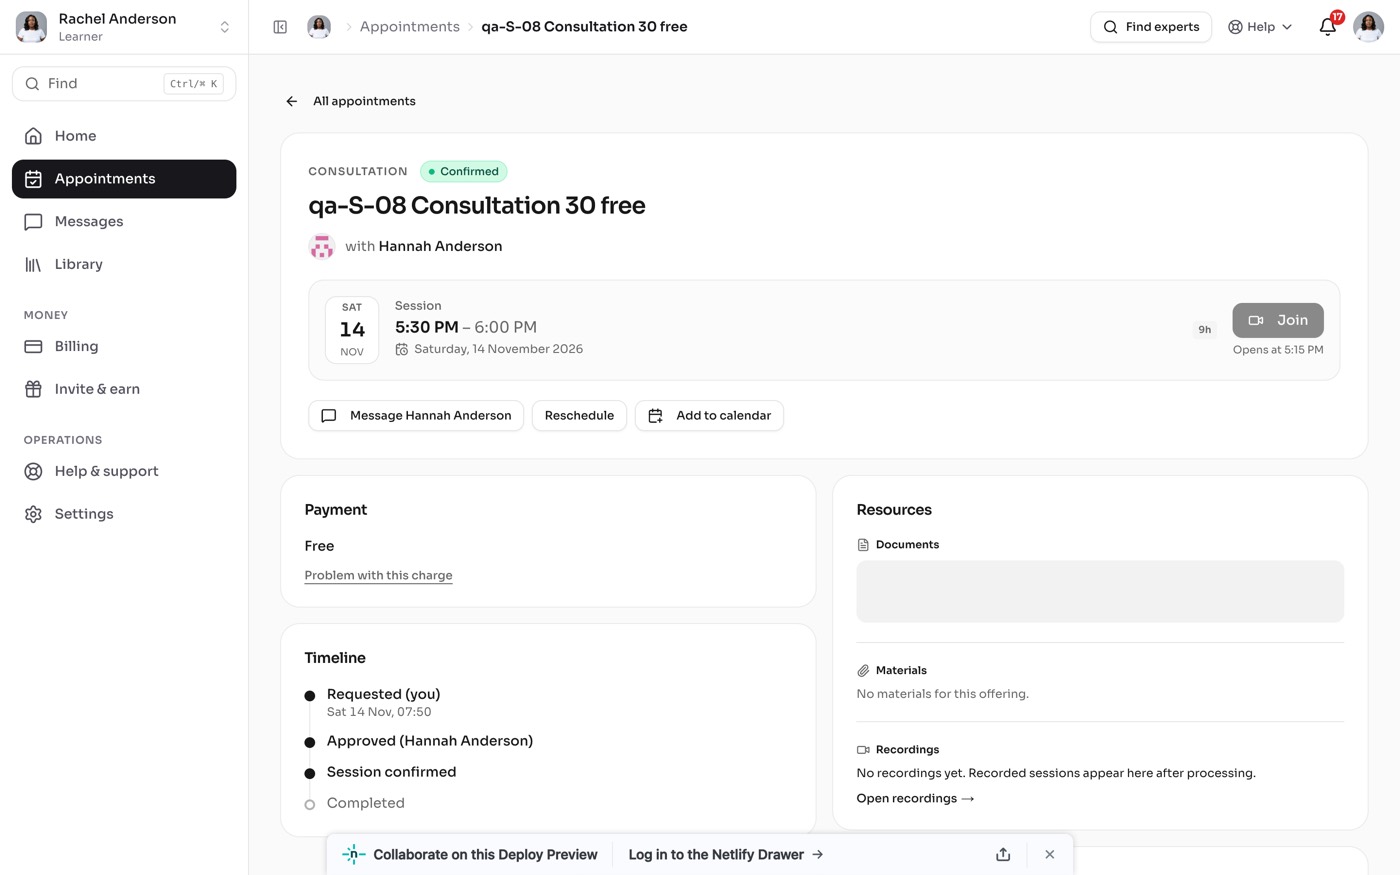 Rachel Anderson
Learner
Find
Ctrl/⌘ K
Home
Appointments
Messages
Library
MONEY
Billing
Invite & earn
OPERATIONS
Help & support
Settings
Appointments
qa-S-08 Consultation 30 free
Find experts
Help
17
All appointments
CONSULTATION
Confirmed
qa-S-08 Consultation 30 free
with Hannah Anderson
SAT
14
NOV
Session
5:30 PM – 6:00 PM
Saturday, 14 November 2026
9h
Join
Opens at 5:15 PM
Message Hannah Anderson
Reschedule
Add to calendar
Payment
Free
Problem with this charge
Timeline
Requested (you)
Sat 14 Nov, 07:50
Approved (Hannah Anderson)
Session confirmed
Completed
Resources
Documents
Materials
No materials for this offering.
Recordings
No recordings yet. Recorded sessions appear here after processing.
Open recordings →
Collaborate on this Deploy Preview
Log in to the Netlify Drawer →